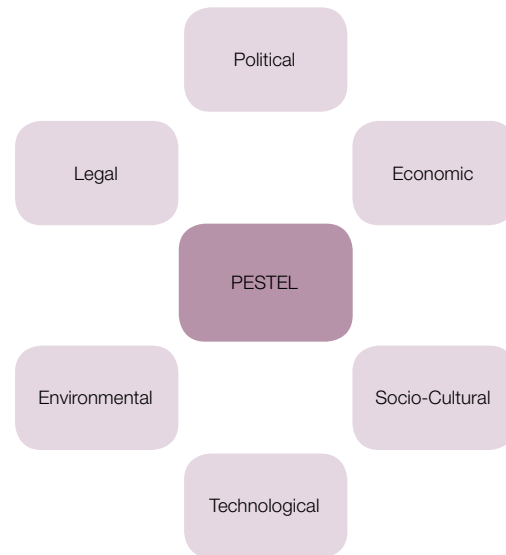 Political
Legal
Economic
PESTEL
Environmental
Socio-Cultural
Technological